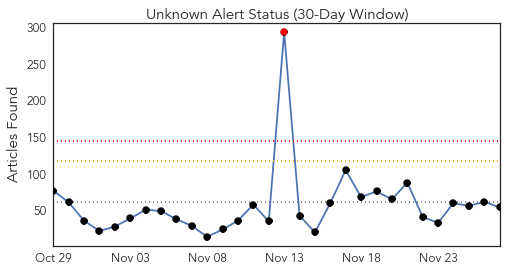 Unknown Alert Status (30-Day Window)
Articles Found
300
250
200
150
100
50
Oct 29 Nov 03 Nov 08 Nov 13 Nov 18 Nov 23